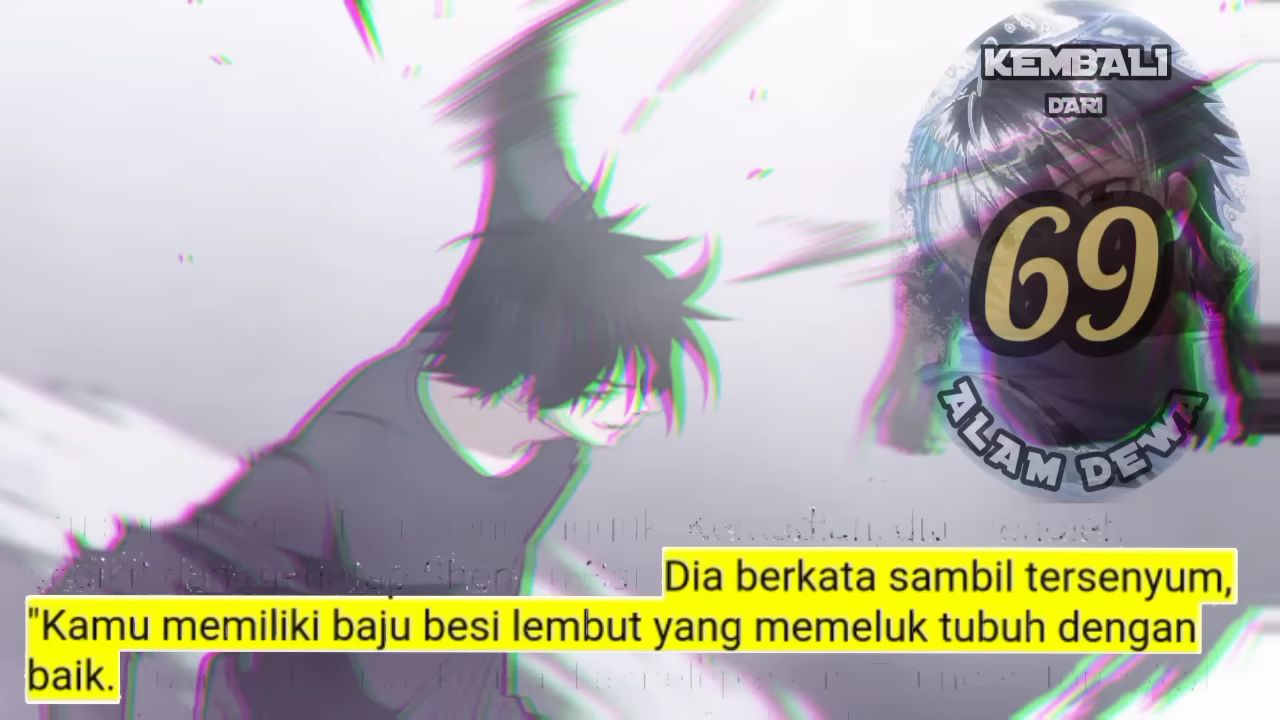 KEMBALI
DARI
69
ALAM DEWA
Dia berkata sambil tersenyum,
"Kamu memiliki baju besi lembut yang memeluk tubuh dengan
baik.